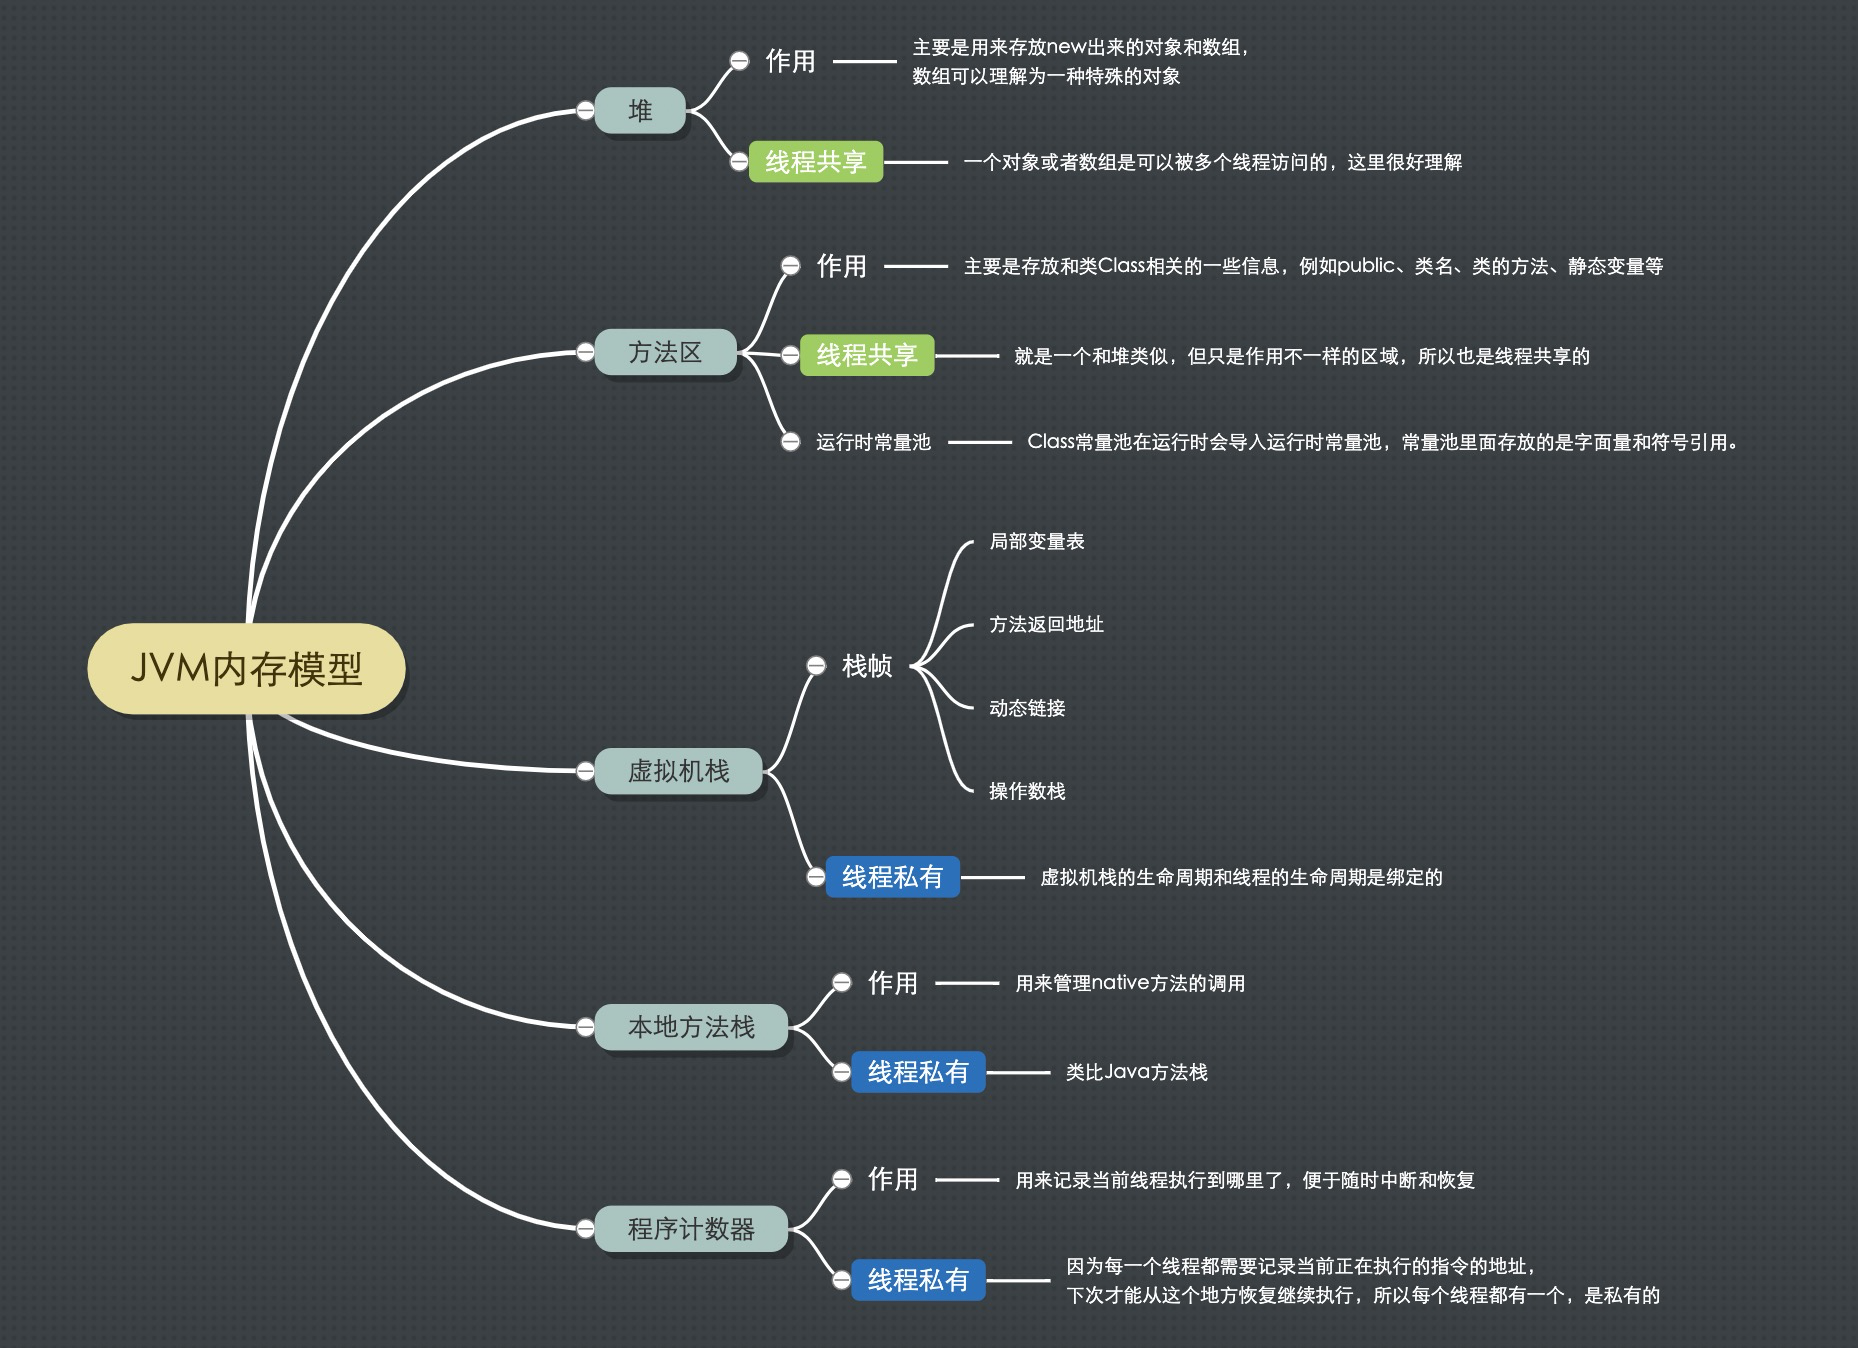 JVM内存模型
堆
作用
主要是用来存放new出来的对象和数组，
数组可以理解为一种特殊的对象
线程共享
一个对象或者数组是可以被多个线程访问的，这里很好理解
方法区
作用
主要是存放和类Class相关的一些信息，例如public、类名、类的方法、静态变量等
线程共享
就是一个和堆类似，但只是作用不一样的区域，所以也是线程共享的
运行时常量池
Class常量池在运行时会导入运行时常量池，常量池里面存放的是字面量和符号引用。
虚拟机栈
栈帧
局部变量表
方法返回地址
动态链接
操作数栈
线程私有
虚拟机栈的生命周期和线程的生命周期是绑定的
本地方法栈
作用
用来管理native方法的调用
线程私有
类比Java方法栈
程序计数器
作用
用来记录当前线程执行到哪里了，便于随时中断和恢复
线程私有
因为每一个线程都需要记录当前正在执行的指令的地址，
下次才能从这个地方恢复继续执行，所以每个线程都有一个，是私有的